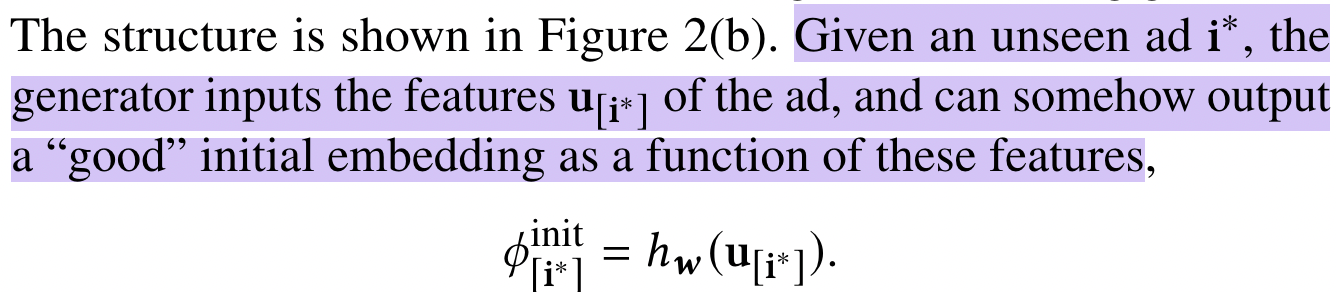 The structure is shown in Figure 2(b). Given an unseen ad i*, the
generator inputs the features u[i*] of the ad, and can somehow output
a “good” initial embedding as a function of these features,
ϕ[i*]^init = h_w(u[i*]).